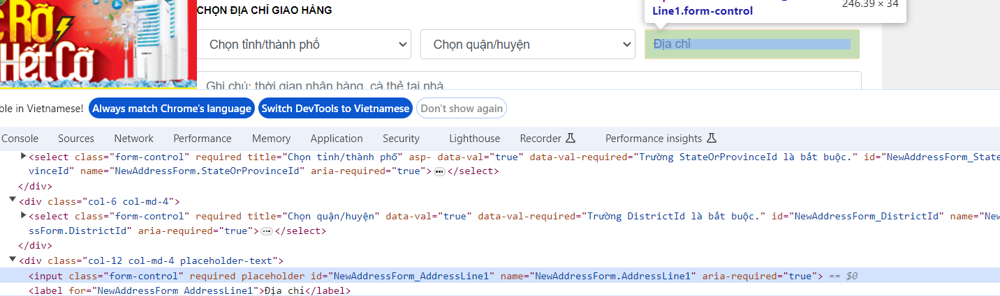 C RỠ
Hết Cỡ
CHỌN ĐỊA CHỈ GIAO HÀNG
Line1.form-control
246.39 × 34
Chọn tỉnh/thành phố
Chọn quận/huyện
Địa chỉ
Ghi chú: thời gian nhận hàng, cà thẻ tại nhà
ble in Vietnamese!
Always match Chrome's language
Switch DevTools to Vietnamese
Don't show again
Console Sources Network Performance Memory Application Security Lighthouse Recorder Performance insights
<select class="form-control" required title="Chọn tỉnh/thành phố" asp- data-val="true" data-val-required="Trường StateOrProvinceId là bắt buộc." id="NewAddressForm_State
vinceId" name="NewAddressForm.StateOrProvinceId" aria-required="true">…</select>
</div>
<div class="col-6 col-md-4">
<select class="form-control" required title="Chọn quận/huyện" data-val="true" data-val-required="Trường DistrictId là bắt buộc." id="NewAddressForm_DistrictId" name="New
ssForm.DistrictId" aria-required="true">…</select>
</div>
<div class="col-12 col-md-4 placeholder-text">
<input class="form-control" required placeholder id="NewAddressForm_AddressLine1" name="NewAddressForm.AddressLine1" aria-required="true"> == $0
<label for="NewAddressForm_AddressLine1">Địa chỉ</label>